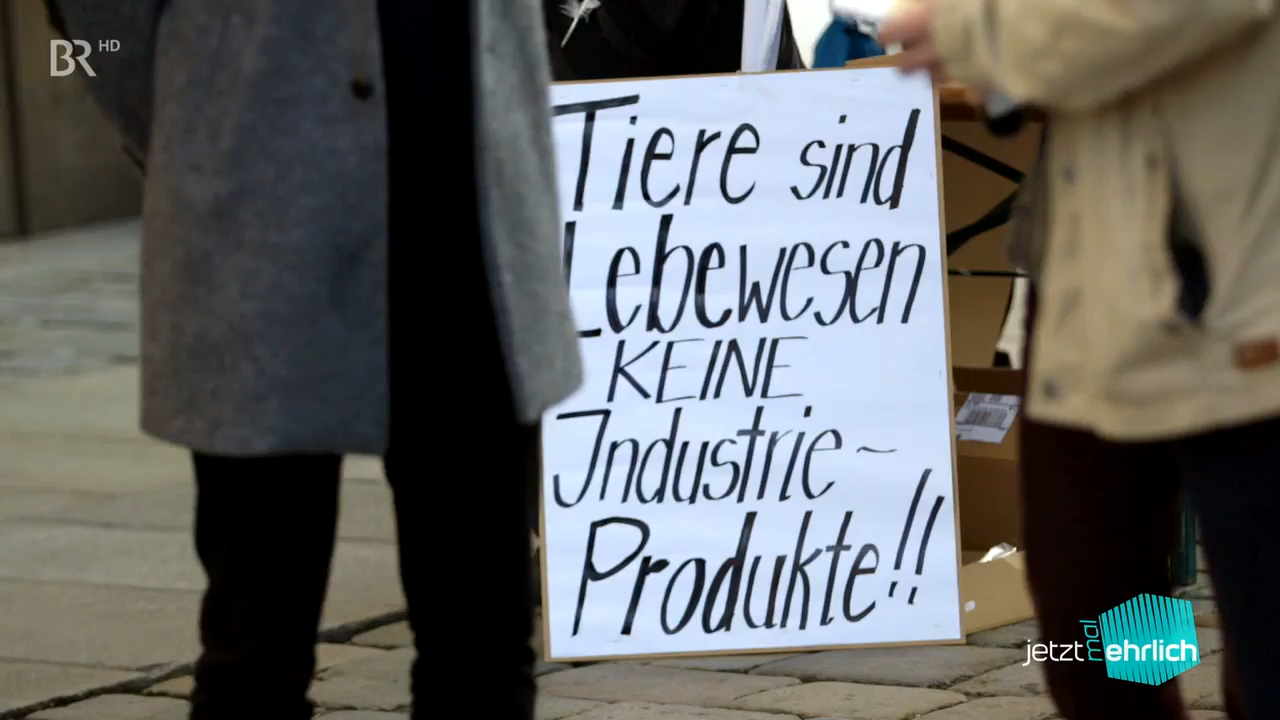 BR HD
Tiere sind
Lebewesen
KEINE
Industrie~
Produkte!!
jetzt mal ehrlich